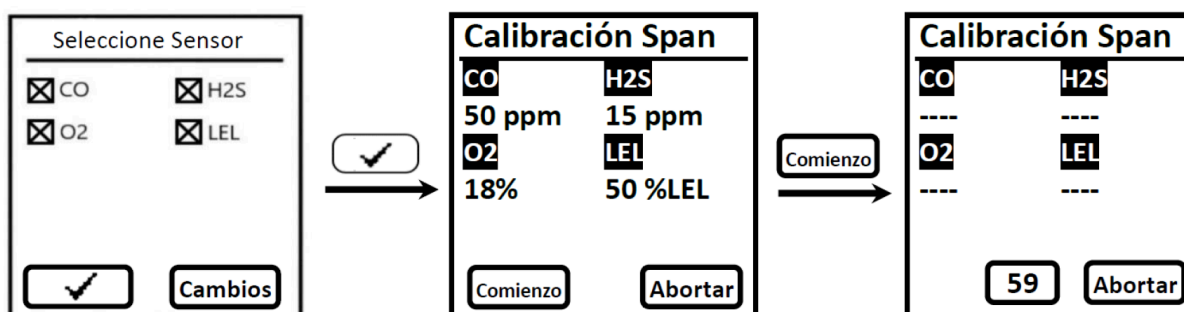 Seleccione Sensor
CO H2S
O2 LEL
Cambios
Calibración Span
CO H2S
50 ppm 15 ppm
O2 LEL
18% 50 %LEL
Comienzo Abortar
Comienzo
Calibración Span
CO H2S
---- ----
O2 LEL
---- ----
59 Abortar